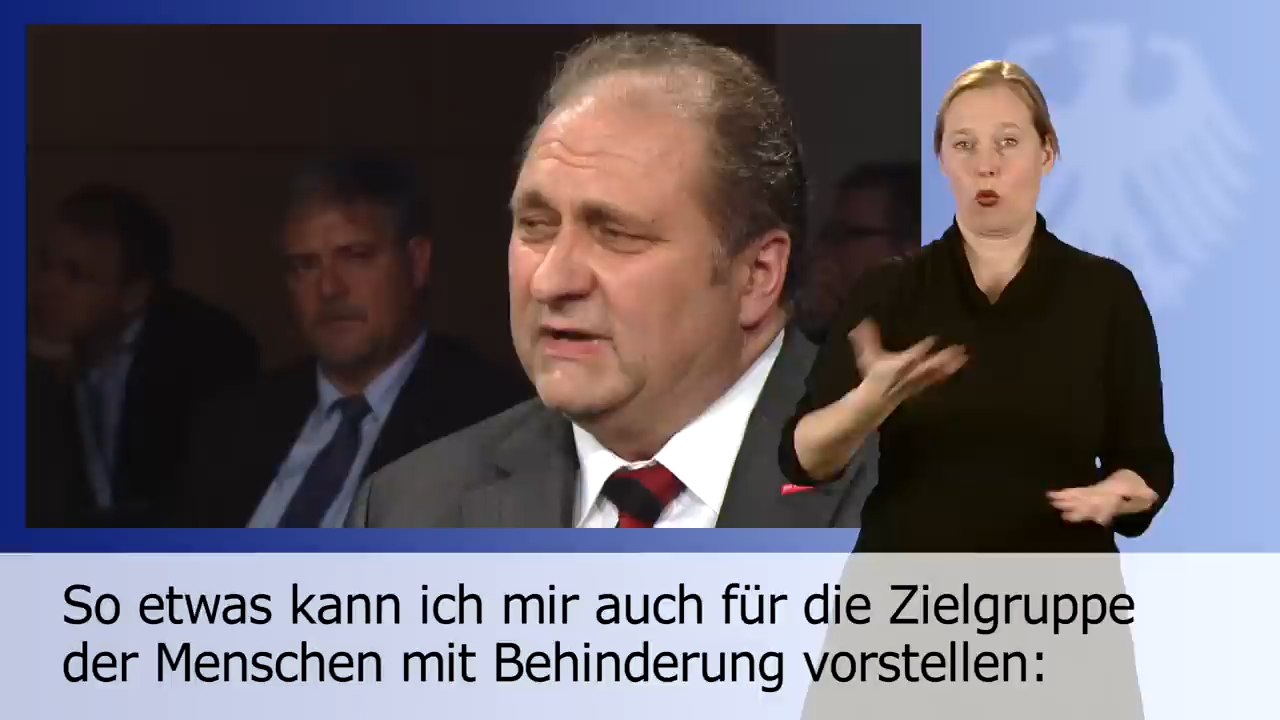 So etwas kann ich mir auch für die Zielgruppe
der Menschen mit Behinderung vorstellen: